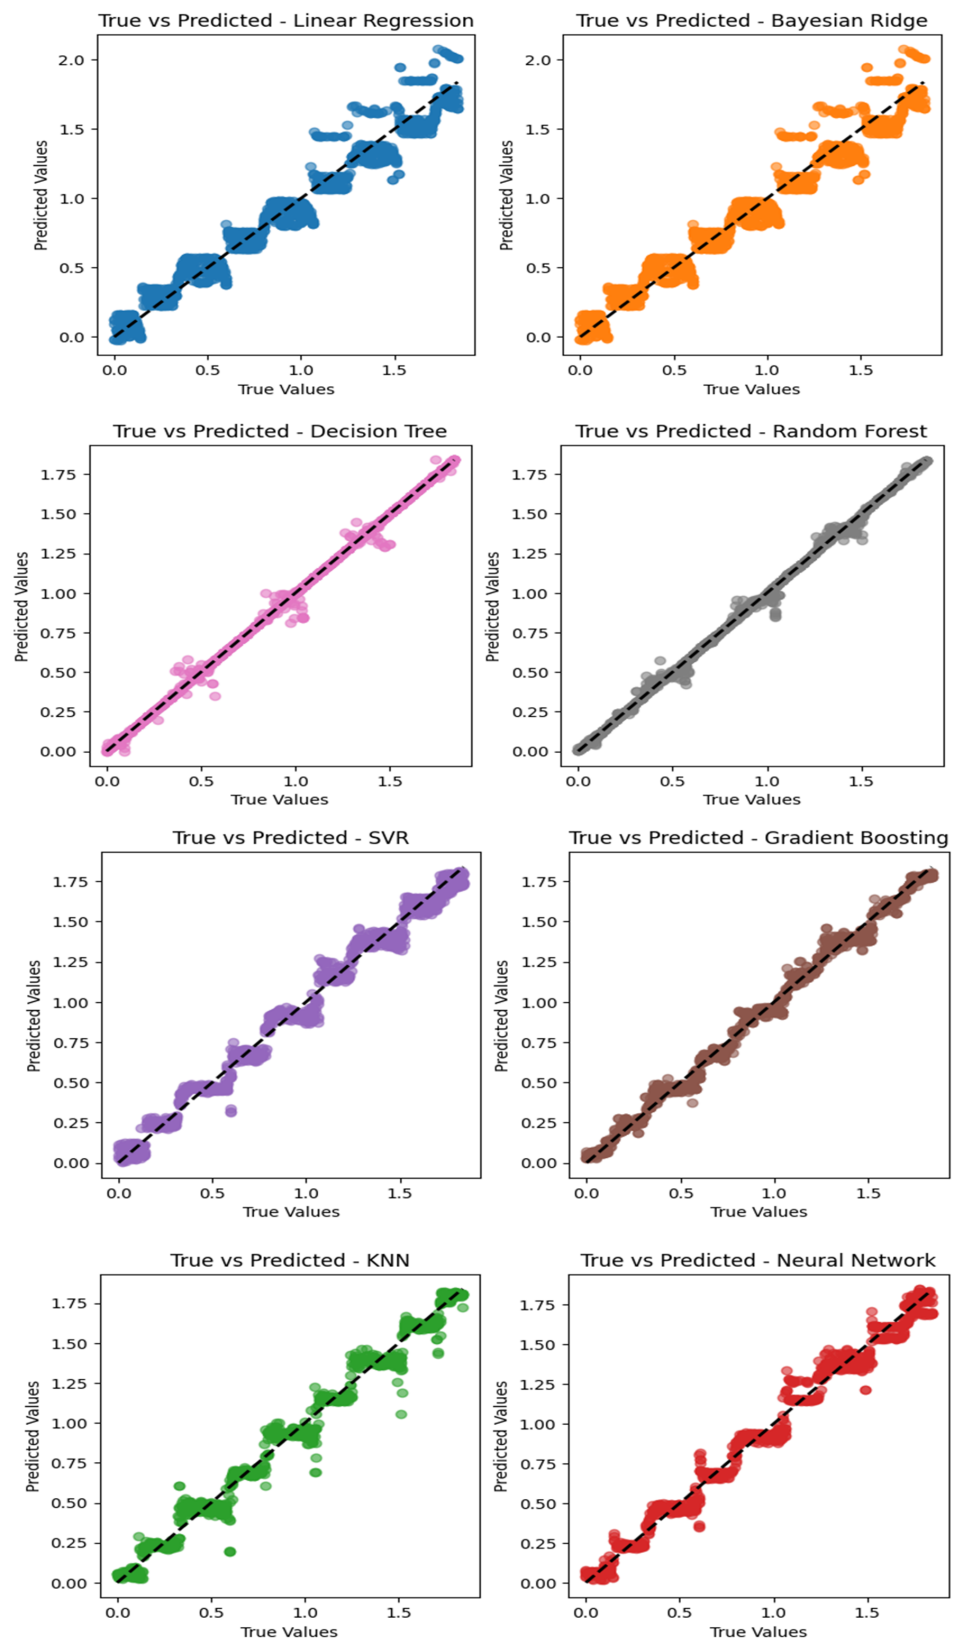 True vs Predicted - Linear Regression
Predicted Values
2.0
1.5
1.0
0.5
0.0
0.0 0.5 1.0 1.5
True Values
True vs Predicted - Bayesian Ridge
Predicted Values
2.0
1.5
1.0
0.5
0.0
0.0 0.5 1.0 1.5
True Values
True vs Predicted - Decision Tree
Predicted Values
1.75
1.50
1.25
1.00
0.75
0.50
0.25
0.00
0.0 0.5 1.0 1.5
True Values
True vs Predicted - Random Forest
Predicted Values
1.75
1.50
1.25
1.00
0.75
0.50
0.25
0.00
0.0 0.5 1.0 1.5
True Values
True vs Predicted - SVR
Predicted Values
1.75
1.50
1.25
1.00
0.75
0.50
0.25
0.00
0.0 0.5 1.0 1.5
True Values
True vs Predicted - Gradient Boosting
Predicted Values
1.75
1.50
1.25
1.00
0.75
0.50
0.25
0.00
0.0 0.5 1.0 1.5
True Values
True vs Predicted - KNN
Predicted Values
1.75
1.50
1.25
1.00
0.75
0.50
0.25
0.00
0.0 0.5 1.0 1.5
True Values
True vs Predicted - Neural Network
Predicted Values
1.75
1.50
1.25
1.00
0.75
0.50
0.25
0.00
0.0 0.5 1.0 1.5
True Values